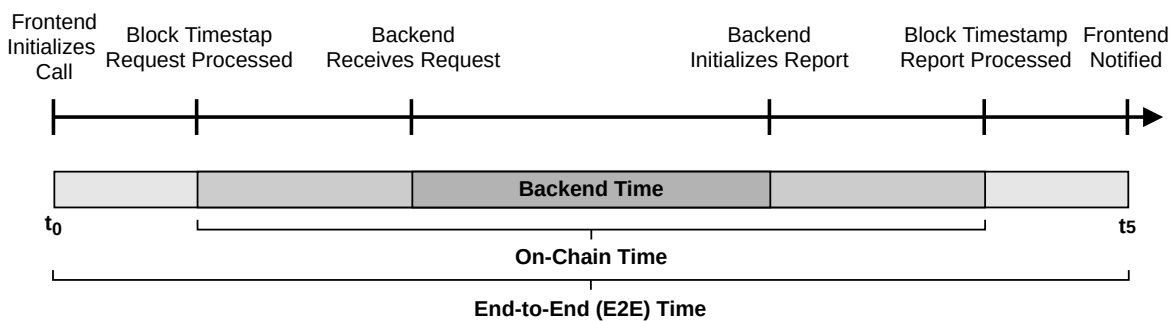 Frontend
Initializes
Call
Block Timestap
Request Processed
Backend
Receives Request
Backend
Initializes Report
Block Timestamp
Report Processed
Frontend
Notified
Backend Time
t0
t5
On-Chain Time
End-to-End (E2E) Time